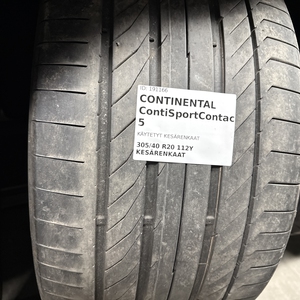 ID: 191166
CONTINENTAL
ContiSportContac
5
KÄYTETYT KESÄRENKAAT
305/40 R20 112Y
KESÄRENKAAT